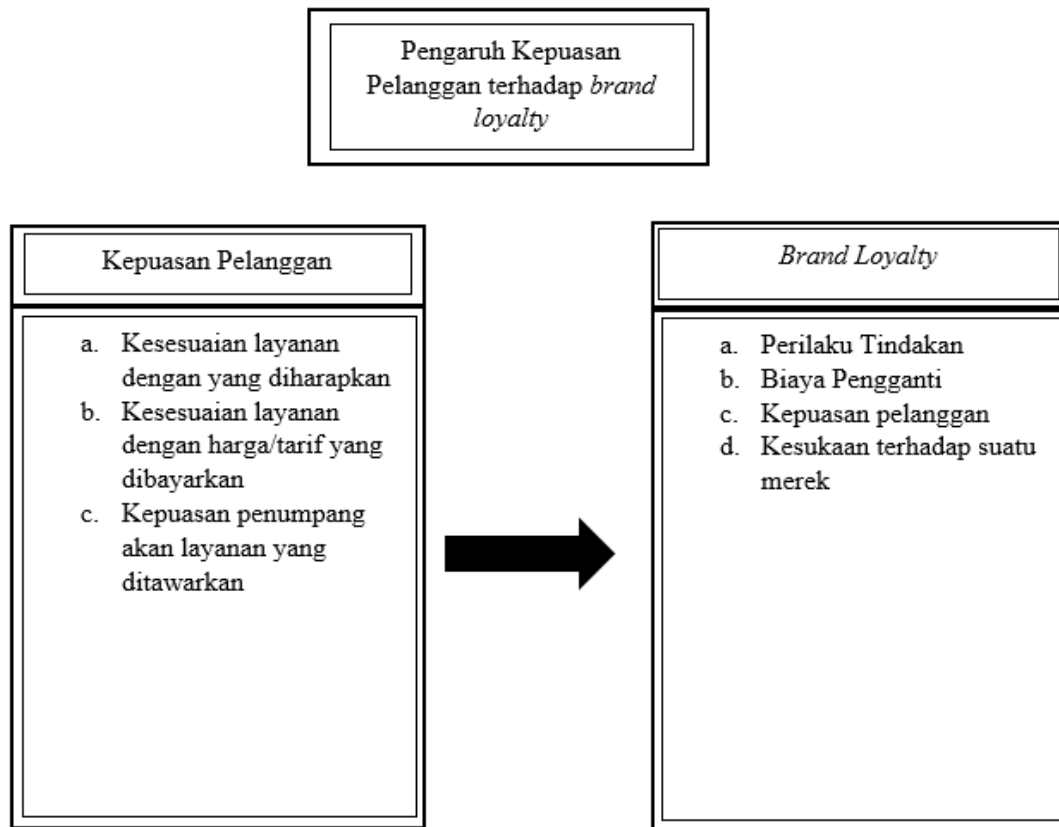 Pengaruh Kepuasan
Pelanggan terhadap brand
loyalty
Kepuasan Pelanggan
a. Kesesuaian layanan
dengan yang diharapkan
b. Kesesuaian layanan
dengan harga/tarif yang
dibayarkan
c. Kepuasan penumpang
akan layanan yang
ditawarkan
Brand Loyalty
a. Perilaku Tindakan
b. Biaya Pengganti
c. Kepuasan pelanggan
d. Kesukaan terhadap suatu
merek